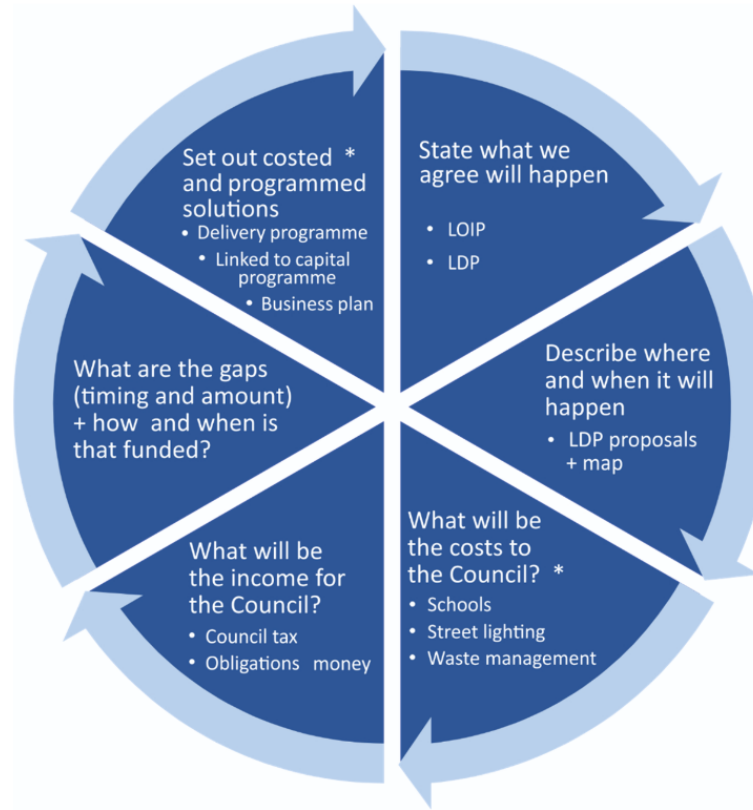 State what we
agree will happen
• LOIP
• LDP
Describe where
and when it will
happen
• LDP proposals
+ map
What will be
the costs to
the Council? *
• Schools
• Street lighting
• Waste management
What will be
the income for
the Council?
• Council tax
• Obligations money
What are the gaps
(timing and amount)
+ how and when is
that funded?
Set out costed *
and programmed
solutions
• Delivery programme
• Linked to capital
programme
• Business plan